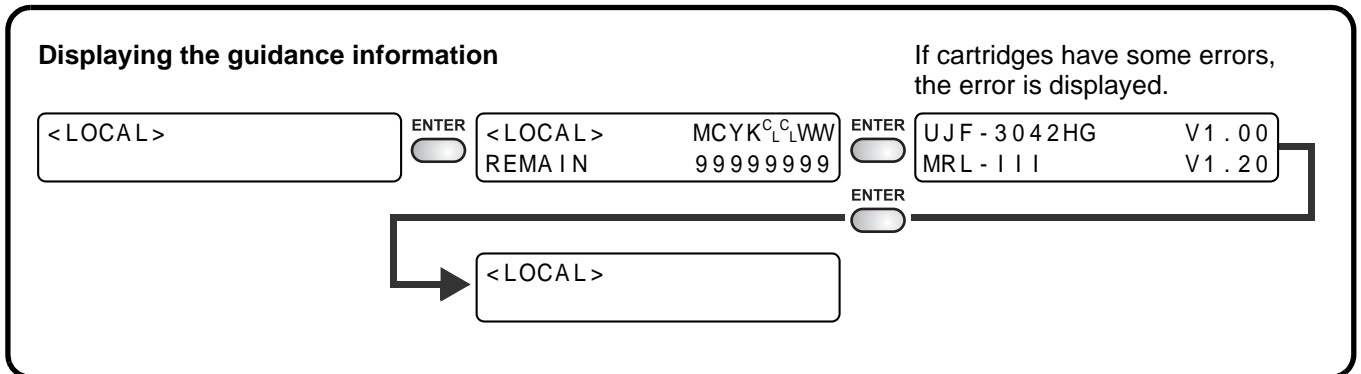 Displaying the guidance information
If cartridges have some errors,
the error is displayed.
<LOCAL>
ENTER
<LOCAL> MCYKCLCLWW
REMAIN 99999999
ENTER
UJF-3042HG V1.00
MRL-III V1.20
ENTER
<LOCAL>